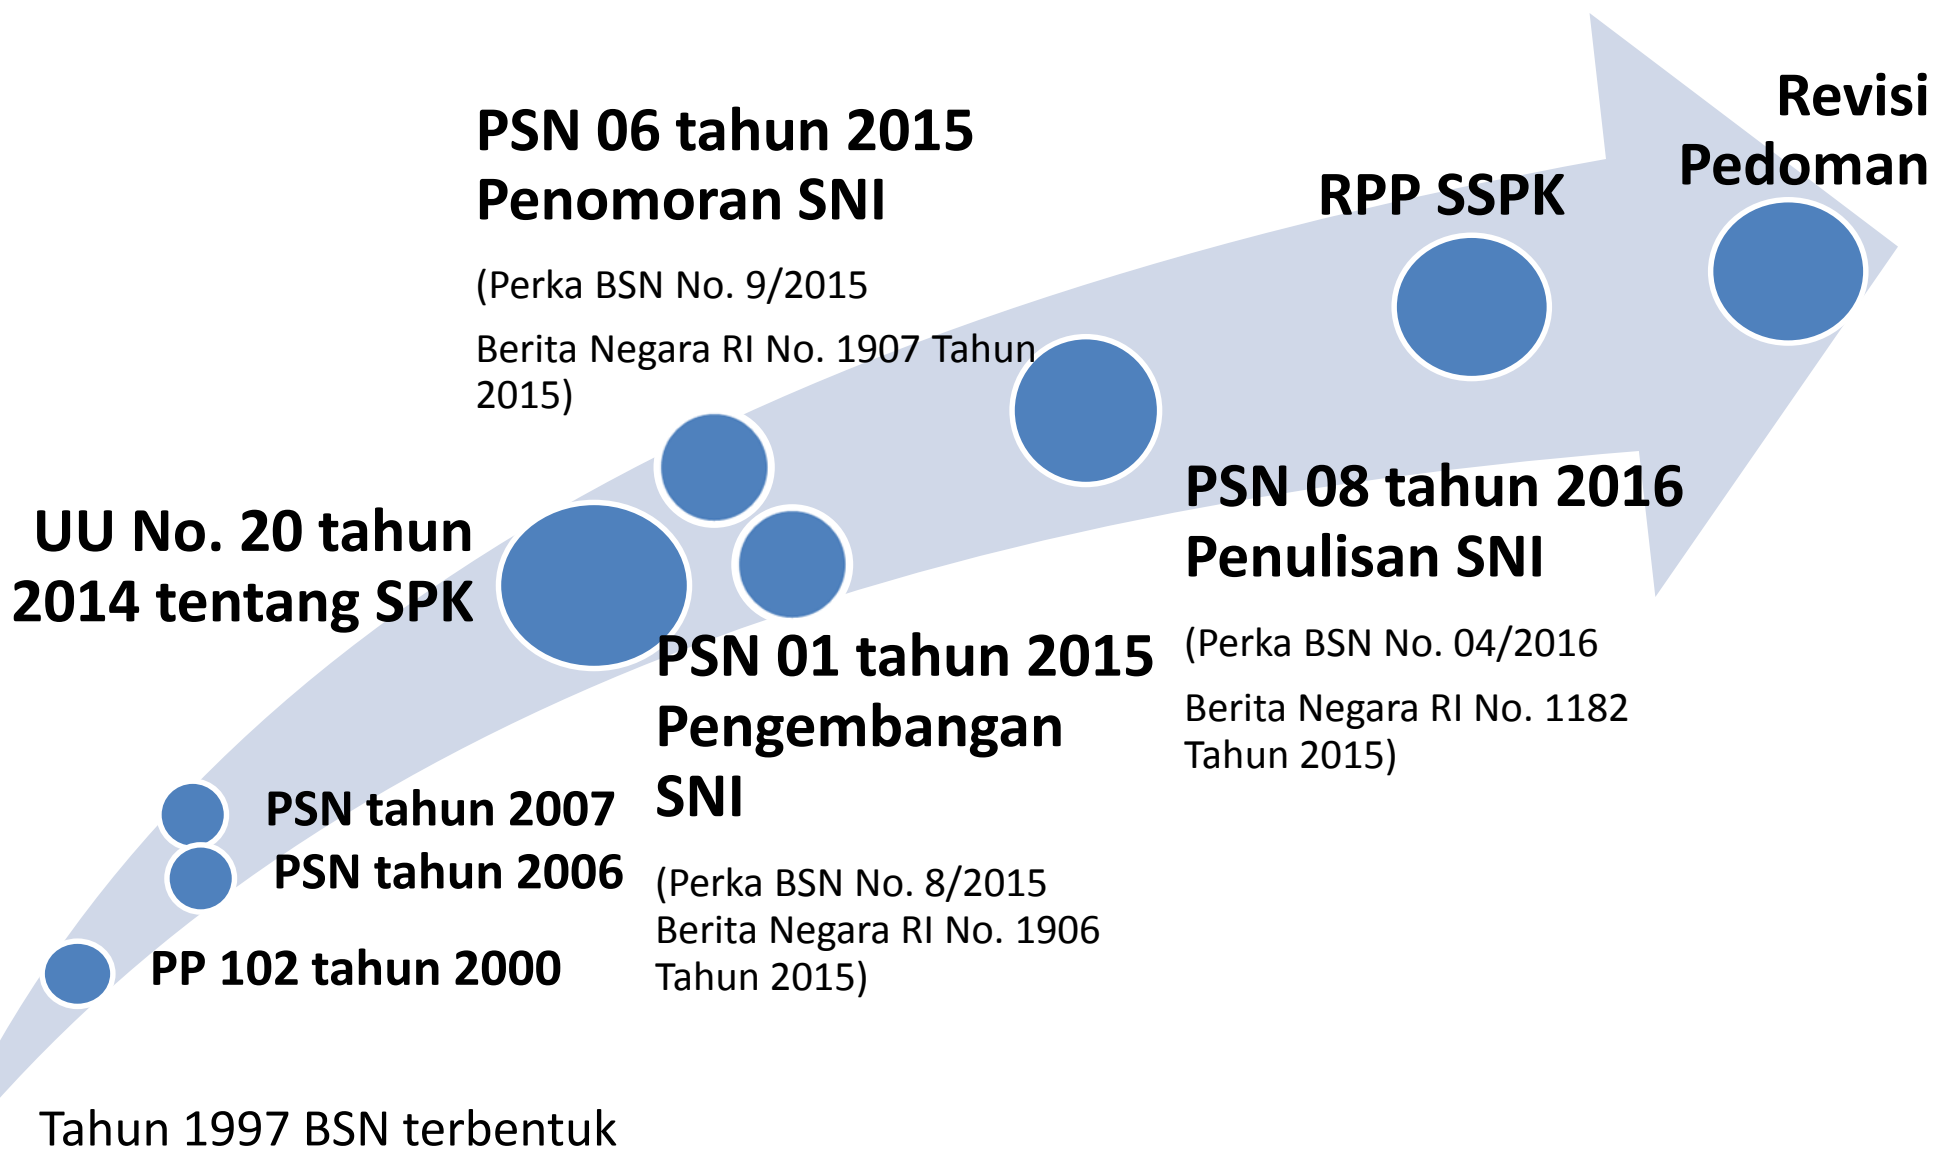 Revisi
Pedoman
RPP SSPK
PSN 06 tahun 2015
Penomoran SNI
(Perka BSN No. 9/2015
Berita Negara RI No. 1907 Tahun
2015)
PSN 08 tahun 2016
Penulisan SNI
(Perka BSN No. 04/2016
Berita Negara RI No. 1182
Tahun 2015)
UU No. 20 tahun
2014 tentang SPK
PSN 01 tahun 2015
Pengembangan
SNI
(Perka BSN No. 8/2015
Berita Negara RI No. 1906
Tahun 2015)
PSN tahun 2007
PSN tahun 2006
PP 102 tahun 2000
Tahun 1997 BSN terbentuk